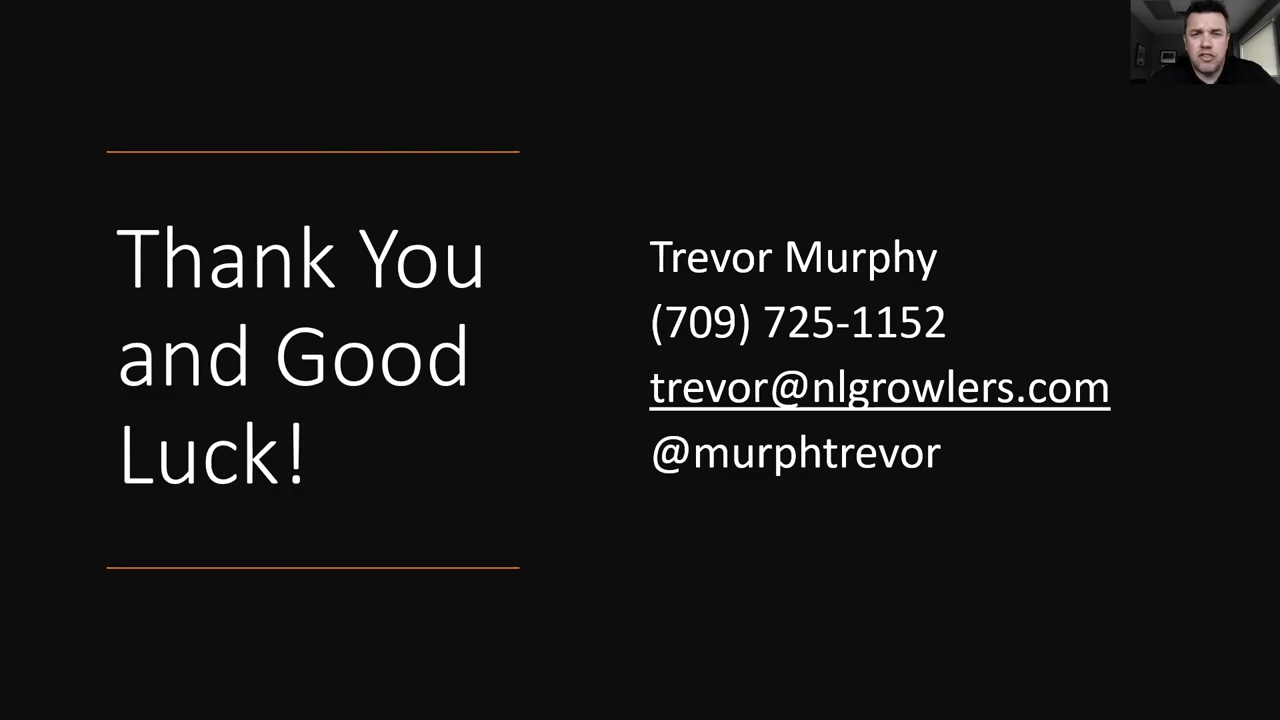 Thank You
and Good
Luck!
Trevor Murphy
(709) 725-1152
trevor@nlgrowlers.com
@murphtrevor